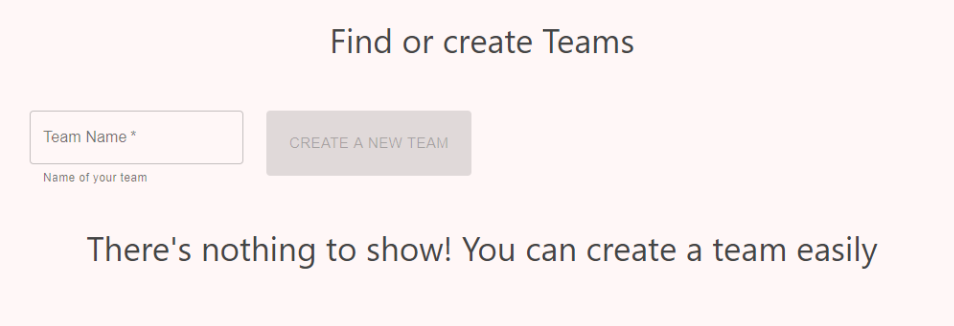 Find or create Teams
Team Name *
CREATE A NEW TEAM
Name of your team
There's nothing to show! You can create a team easily